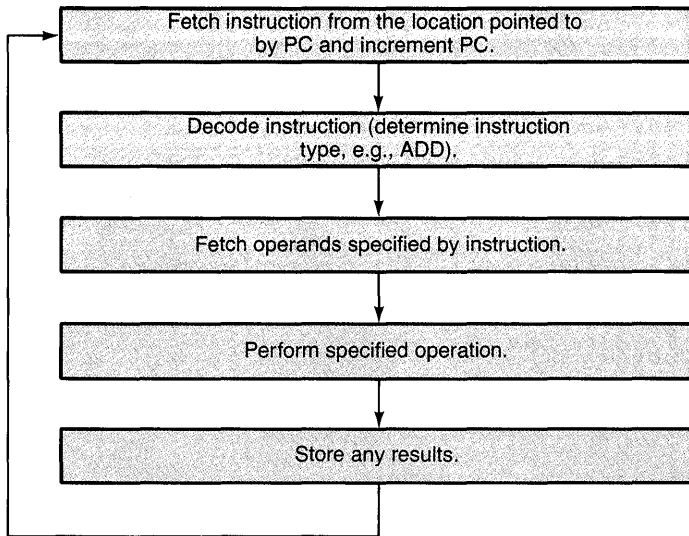 Fetch instruction from the location pointed to
by PC and increment PC.
Decode instruction (determine instruction
type, e.g., ADD).
Fetch operands specified by instruction.
Perform specified operation.
Store any results.